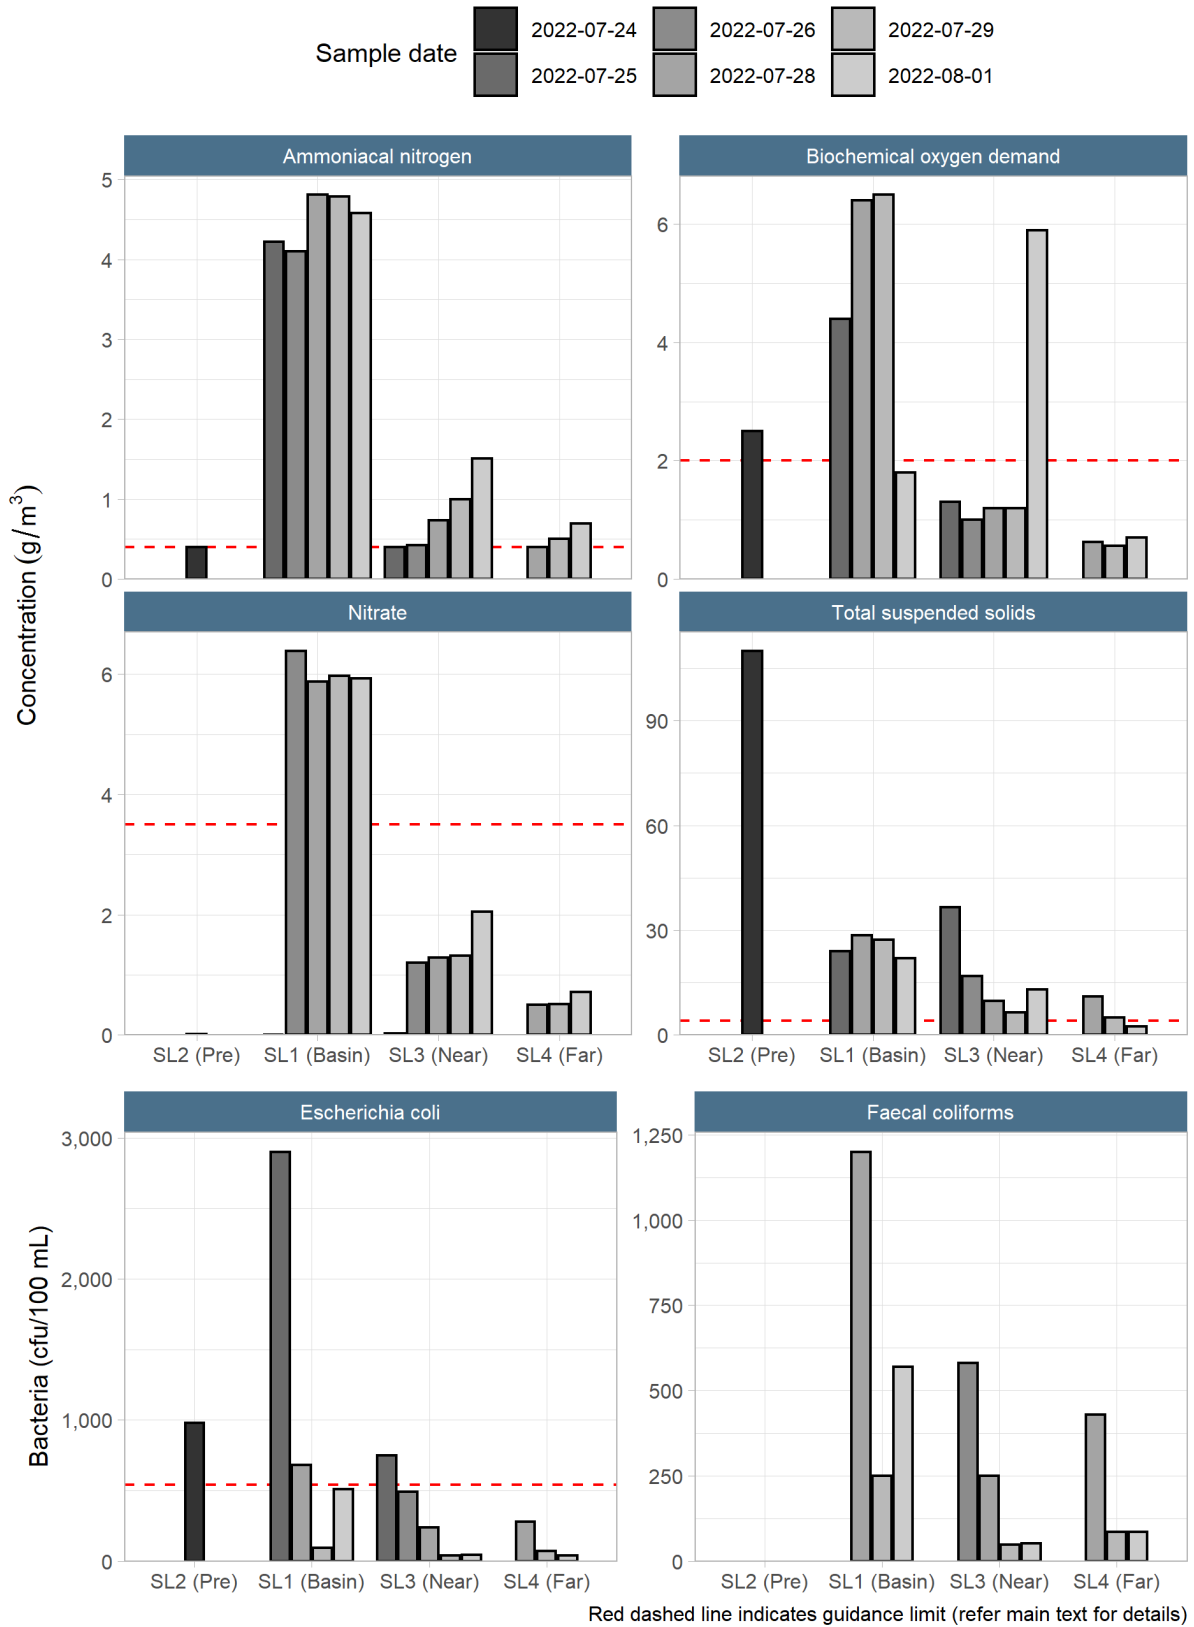 Sample date
2022-07-24 2022-07-26 2022-07-29
2022-07-25 2022-07-28 2022-08-01
Ammoniacal nitrogen
5
4
3
2
1
0
Biochemical oxygen demand
6
4
2
0
Concentration (g/m³)
Nitrate
6
4
2
0
SL2 (Pre) SL1 (Basin) SL3 (Near) SL4 (Far)
Total suspended solids
90
60
30
0
SL2 (Pre) SL1 (Basin) SL3 (Near) SL4 (Far)
Bacteria (cfu/100 mL)
Escherichia coli
3,000
2,000
1,000
0
SL2 (Pre) SL1 (Basin) SL3 (Near) SL4 (Far)
Faecal coliforms
1,250
1,000
750
500
250
0
SL2 (Pre) SL1 (Basin) SL3 (Near) SL4 (Far)
Red dashed line indicates guidance limit (refer main text for details)